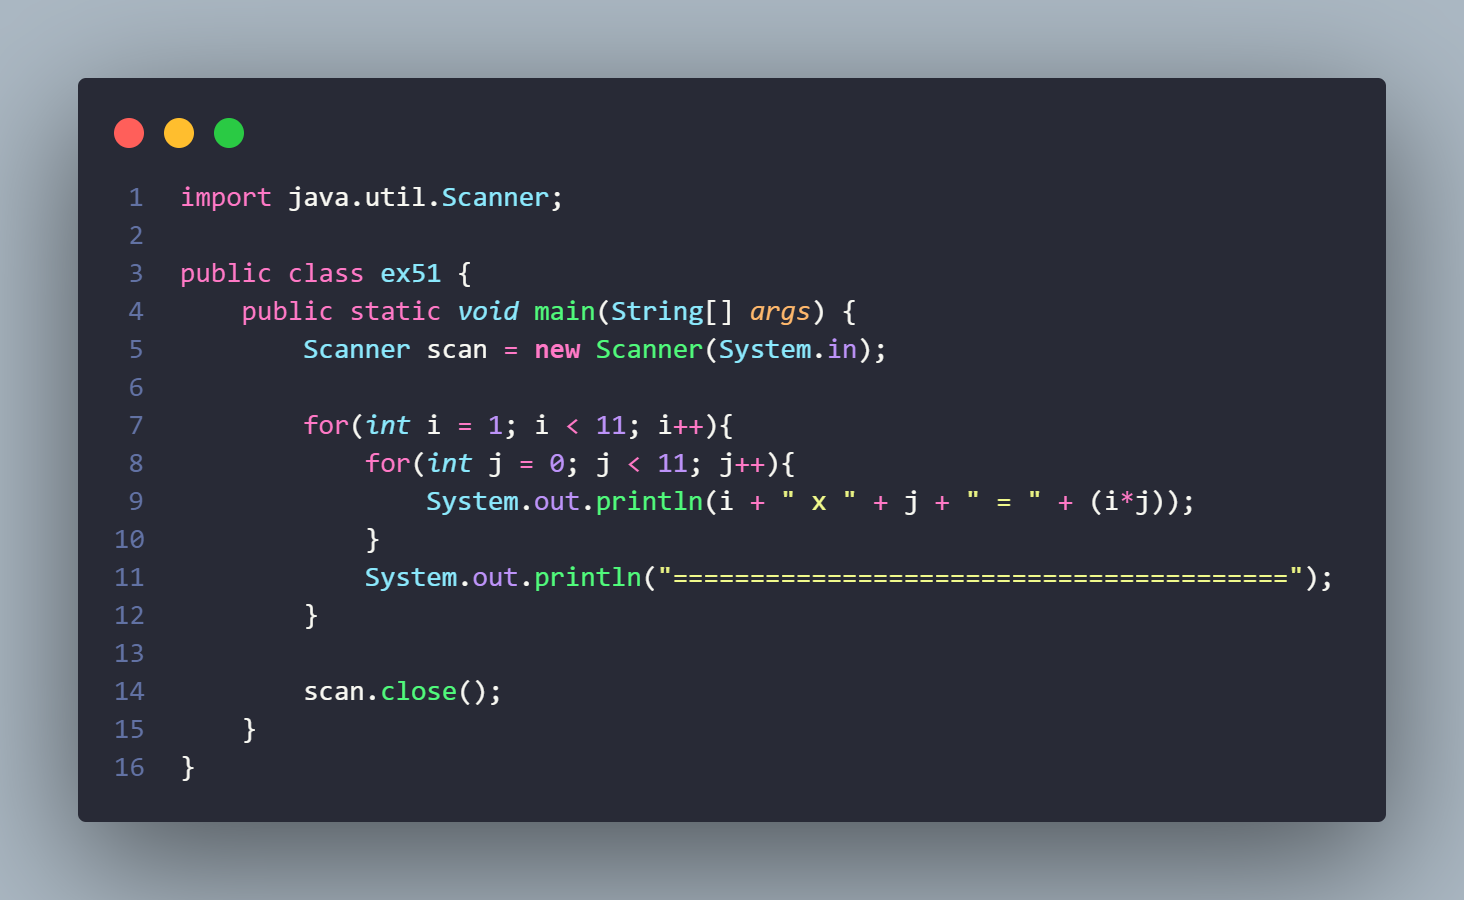 1 import java.util.Scanner;
2
3 public class ex51 {
4     public static void main(String[] args) {
5         Scanner scan = new Scanner(System.in);
6
7         for(int i = 1; i < 11; i++){
8             for(int j = 0; j < 11; j++){
9                 System.out.println(i + " x " + j + " = " + (i*j));
10             }
11             System.out.println("========================================");
12         }
13
14         scan.close();
15     }
16 }